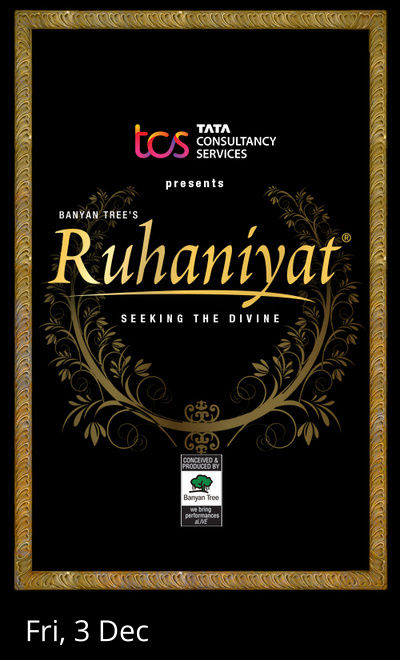 tcs TATA
CONSULTANCY
SERVICES
presents
BANYAN TREE'S
Ruhaniyat®
SEEKING THE DIVINE
CONCEIVED &
PRODUCED BY
Banyan Tree
we bring
performances
aLIVE
Fri, 3 Dec